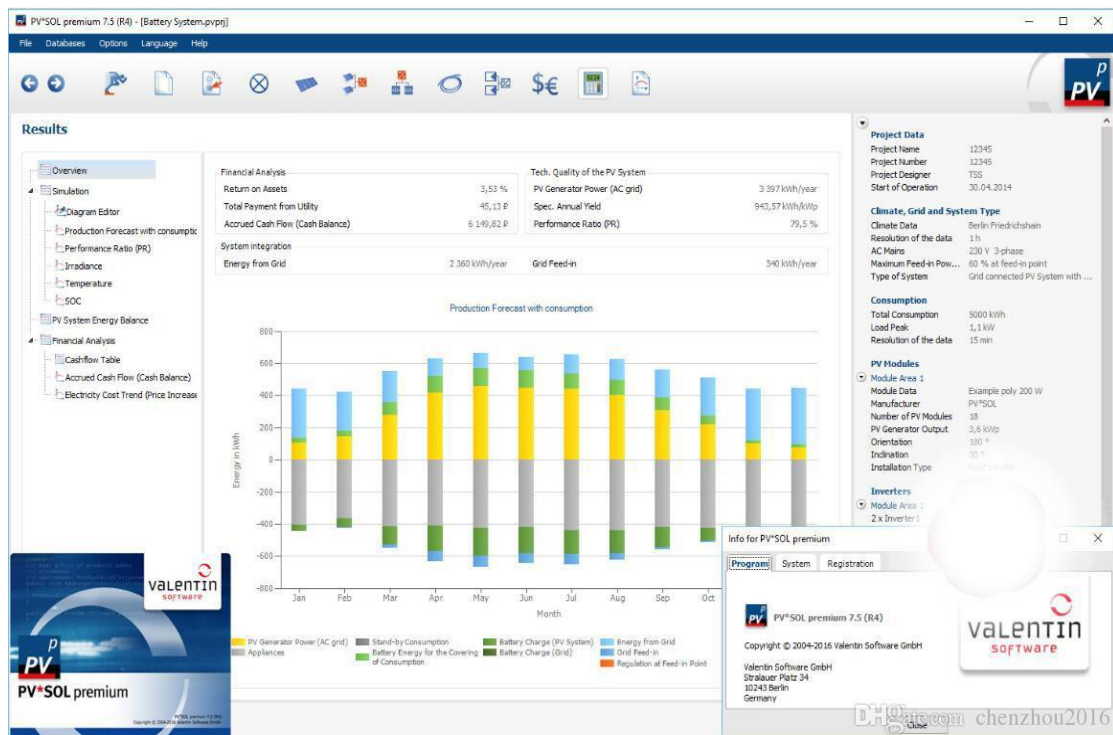 PV*SOL premium 7.5 (R4) - [Battery System.pvprj]
File Databases Options Language Help
$€
p
PV
Results
Overview
Simulation
Diagram Editor
Production Forecast with consumptic
Performance Ratio (PR)
Irradiance
Temperature
SOC
PV System Energy Balance
Financial Analysis
Cashflow Table
Accrued Cash Flow (Cash Balance)
Electricity Cost Trend (Price Increase
Financial Analysis
Return on Assets 3,53 %
Total Payment from Utility 45,13 ₽
Accrued Cash Flow (Cash Balance) 6 149,82 ₽
Tech. Quality of the PV System
PV Generator Power (AC grid) 3 397 kWh/year
Spec. Annual Yield 943,57 kWh/kWp
Performance Ratio (PR) 79,5 %
System integration
Energy from Grid 2 360 kWh/year
Grid Feed-in 340 kWh/year
Production Forecast with consumption
Energy in kWh
800
600
400
200
0
-200
-400
-600
-800
Jan Feb Mar Apr May Jun Jul Aug Sep Oct
Month
PV Generator Power (AC grid)
Appliances
Stand-by Consumption
Battery Energy for the Covering
of Consumption
Battery Charge (PV System)
Battery Charge (Grid)
Energy from Grid
Grid Feed-in
Regulation at Feed-in Point
Project Data
Project Name 12345
Project Number 12345
Project Designer TSS
Start of Operation 30.04.2014
Climate, Grid and System Type
Climate Data Berlin Friedrichshain
Resolution of the data 1 h
AC Mains 230 V 3-phase
Maximum Feed-in Pow... 60 % at feed-in point
Type of System Grid connected PV System with ...
Consumption
Total Consumption 5000 kWh
Load Peak 1,1 kW
Resolution of the data 15 min
PV Modules
Module Area 1
Module Data Example poly 200 W
Manufacturer PV*SOL
Number of PV Modules 18
PV Generator Output 3,6 kWp
Orientation 180 °
Inclination 30 °
Installation Type
Inverters
Module Area 1
2 x Inverter
VALENTIN
SOFTWARE
p
PV
PV*SOL premium
Info for PV*SOL premium
Program System Registration
PV*SOL premium 7.5 (R4)
Copyright © 2004-2016 Valentin Software GmbH
Valentin Software GmbH
Stralauer Platz 34
10243 Berlin
Germany
VALENTIN
SOFTWARE
Close
DHgate.com chenzhou2016